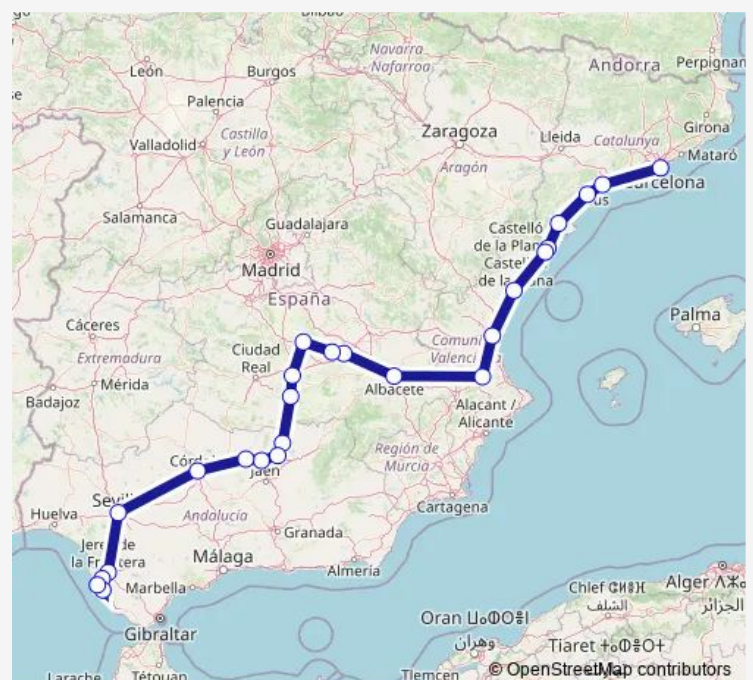 Bilbao
León
Burgos
Navarra
Nafarroa
Andorra
Perpignan
Palencia
Castilla
y León
Valladolid
Zaragoza
Aragón
Lleida
Catalunya
Girona
Mataró
Barcelona
Salamanca
Guadalajara
Madrid
España
Castelló
de la Plana
Palma
Cáceres
Extremadura
Mérida
Badajoz
Ciudad
Real
Albacete
Alacant /
Alicante
Región de
Murcia
Cartagena
Jaén
Huelva
Andalucía
Granada
Málaga
Almería
Marbella
Gibraltar
Oran ⵡⴰⵀⵔⴰⵏ
وهران
Chlef
الشلف
Alger
الجزائر
Tiaret
Tlemcen
Larache
Tétouan
© OpenStreetMap contributors